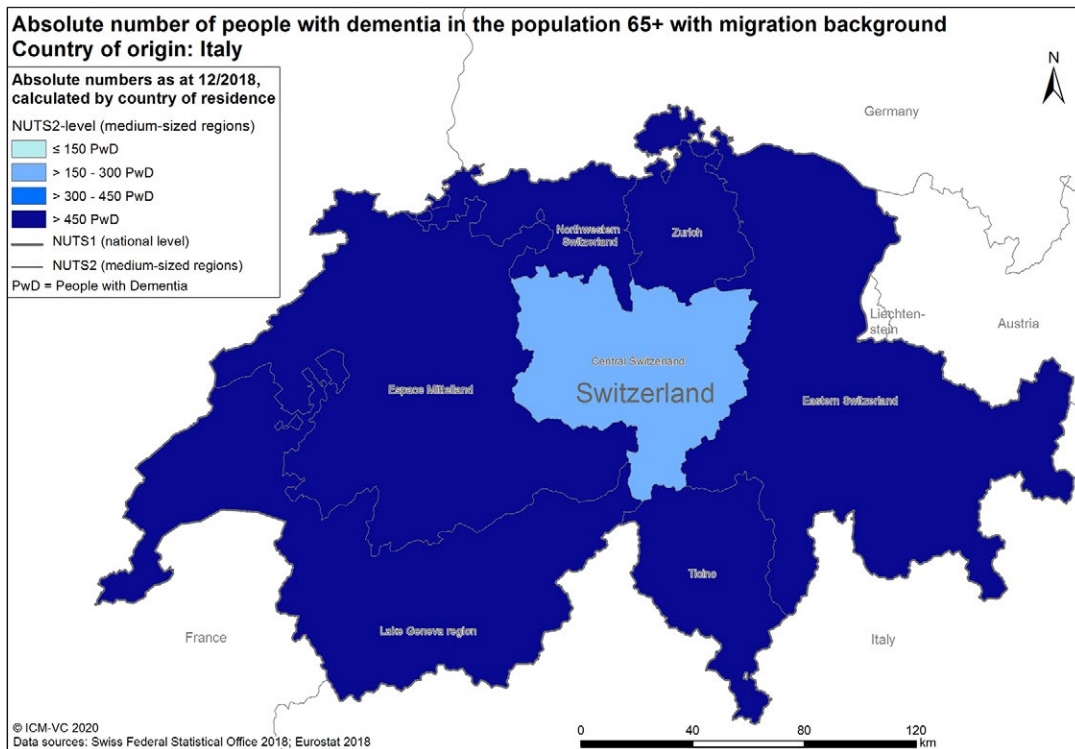 Absolute number of people with dementia in the population 65+ with migration background
Country of origin: Italy
Absolute numbers as at 12/2018,
calculated by country of residence
NUTS2-level (medium-sized regions)
≤ 150 PwD
> 150 - 300 PwD
> 300 - 450 PwD
> 450 PwD
NUTS1 (national level)
NUTS2 (medium-sized regions)
PwD = People with Dementia
N
Germany
Northwestern
Switzerland
Zurich
Liechten-
stein
Austria
Central Switzerland
Switzerland
Espace Mittelland
Eastern Switzerland
Ticino
Lake Geneva region
France
Italy
© ICM-VC 2020
Data sources: Swiss Federal Statistical Office 2018; Eurostat 2018
0 40 80 120
km